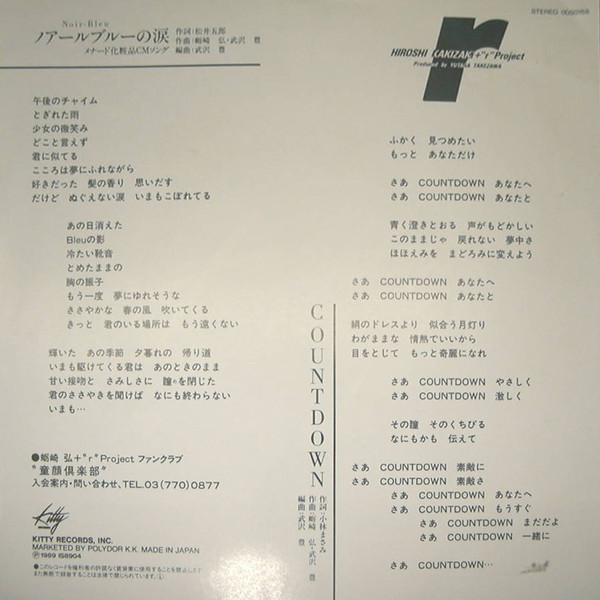 Noir-Bleu
ノアールブルーの涙
作詞:松井五郎
作曲:蛎崎 弘・武沢 豊
メナード化粧品CMソング 編曲:武沢 豊
午後のチャイム
とぎれた雨
少女の微笑み
どこと言えず
君に似てる
こころは夢にふれながら
好きだった 髪の香り 思いだす
だけど ぬぐえない涙 いまもこぼれてる
あの日消えた
Bleuの影
冷たい靴音
とめたままの
胸の振子
もう一度 夢にゆれそうな
ささやかな 春の風 吹いてくる
きっと 君のいる場所は もう遠くない
輝いた あの季節 夕暮れの 帰り道
いまも駆けてくる君は あのときのまま
甘い接吻と さみしさに 瞳を閉じた
君のささやきを聞けば なにも終わらない
いまも…
●蛎崎 弘+"r"Project ファンクラブ
"童顔倶楽部"
入会案内・問い合わせ、TEL.03(770)0877
Kitty
KITTY RECORDS, INC.
MARKETED BY POLYDOR K.K. MADE IN JAPAN
STEREO
r
HIROSHI KAKIZAKI+"r"Project
Produced by YUTAKA TAKEZAWA
COUNTDOWN
作詞:小林まさみ
作曲:蛎崎 弘・武沢 豊
編曲:武沢 豊
ふかく 見つめたい
もっと あなただけ
さあ COUNTDOWN あなたへ
さあ COUNTDOWN あなたと
青く澄きとおる 声がもどかしい
このままじゃ 戻れない 夢中さ
ほほえみを まどろみに変えよう
さあ COUNTDOWN あなたへ
さあ COUNTDOWN あなたと
絹のドレスより 似合う月灯り
わがままな 情熱でいいから
目をとじて もっと奇麗になれ
さあ COUNTDOWN やさしく
さあ COUNTDOWN 激しく
その瞳 そのくちびる
なにもかも 伝えて
さあ COUNTDOWN 素敵に
さあ COUNTDOWN 素敵さ
さあ COUNTDOWN あなたへ
さあ COUNTDOWN もうすぐ
さあ COUNTDOWN まだだよ
さあ COUNTDOWN 一緒に
さあ COUNTDOWN…